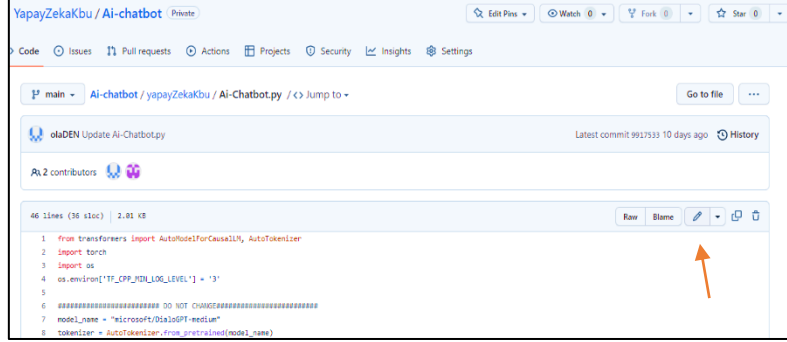 YapayZekaKbu / Ai-chatbot Private Edit Pins Watch 0 Fork 0 Star 0
Code Issues Pull requests Actions Projects Security Insights Settings
main Ai-chatbot / yapayZekaKbu / Ai-Chatbot.py / <> Jump to Go to file ...
olaDEN Update Ai-Chatbot.py Latest commit 9917533 10 days ago History
2 contributors
46 lines (36 sloc) 2.01 KB Raw Blame
1 from transformers import AutoModelForCausalLM, AutoTokenizer
2 import torch
3 import os
4 os.environ['TF_CPP_MIN_LOG_LEVEL'] = '3'
5
6 ######################### DO NOT CHANGE#########################
7 model_name = "microsoft/DialoGPT-medium"
8 tokenizer = AutoTokenizer.from_pretrained(model_name)